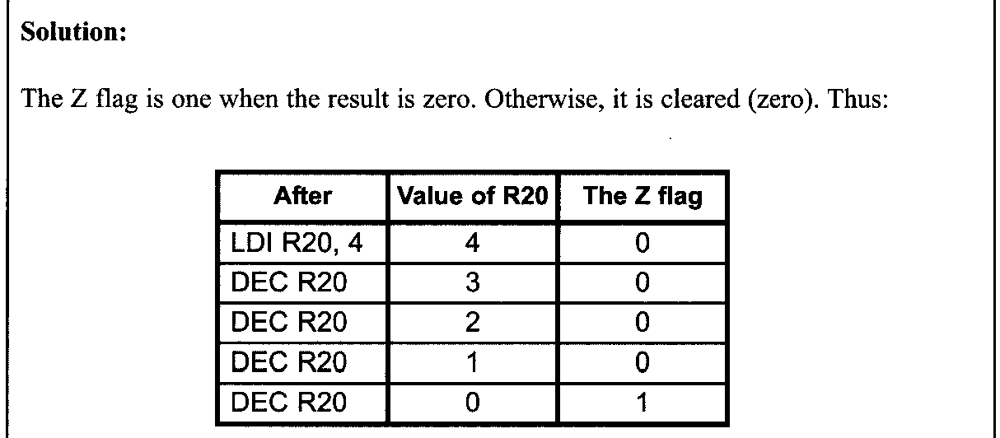 Solution:
The Z flag is one when the result is zero. Otherwise, it is cleared (zero). Thus:
After Value of R20 The Z flag
LDI R20, 4 4 0
DEC R20 3 0
DEC R20 2 0
DEC R20 1 0
DEC R20 0 1